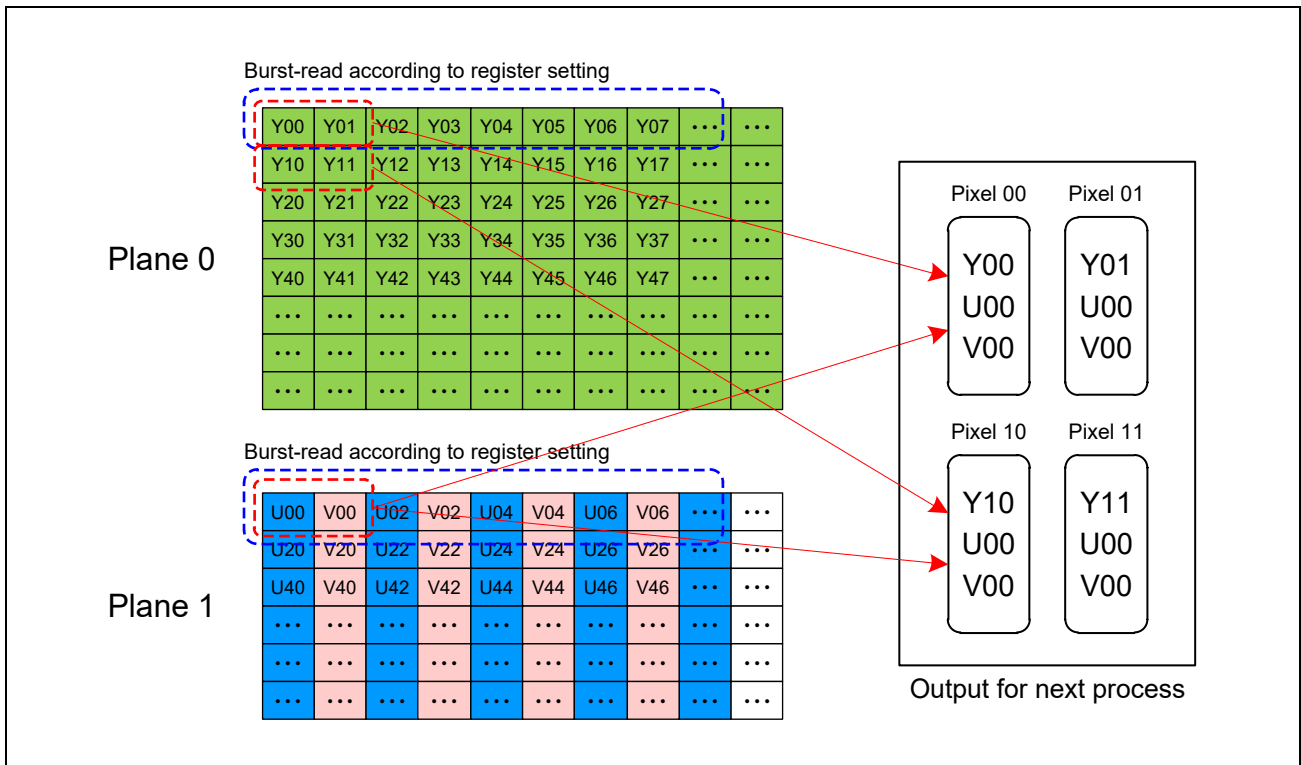 Burst-read according to register setting
Y00 Y01 Y02 Y03 Y04 Y05 Y06 Y07 ••• •••
Y10 Y11 Y12 Y13 Y14 Y15 Y16 Y17 ••• •••
Y20 Y21 Y22 Y23 Y24 Y25 Y26 Y27 ••• •••
Y30 Y31 Y32 Y33 Y34 Y35 Y36 Y37 ••• •••
Y40 Y41 Y42 Y43 Y44 Y45 Y46 Y47 ••• •••
••• ••• ••• ••• ••• ••• ••• ••• ••• •••
••• ••• ••• ••• ••• ••• ••• ••• ••• •••
••• ••• ••• ••• ••• ••• ••• ••• ••• •••
Plane 0
Burst-read according to register setting
U00 V00 U02 V02 U04 V04 U06 V06 ••• •••
U20 V20 U22 V22 U24 V24 U26 V26 ••• •••
U40 V40 U42 V42 U44 V44 U46 V46 ••• •••
••• ••• ••• ••• ••• ••• ••• ••• ••• •••
••• ••• ••• ••• ••• ••• ••• ••• ••• •••
••• ••• ••• ••• ••• ••• ••• ••• ••• •••
Plane 1
Pixel 00 Pixel 01
Y00 Y01
U00 U00
V00 V00
Pixel 10 Pixel 11
Y10 Y11
U00 U00
V00 V00
Output for next process